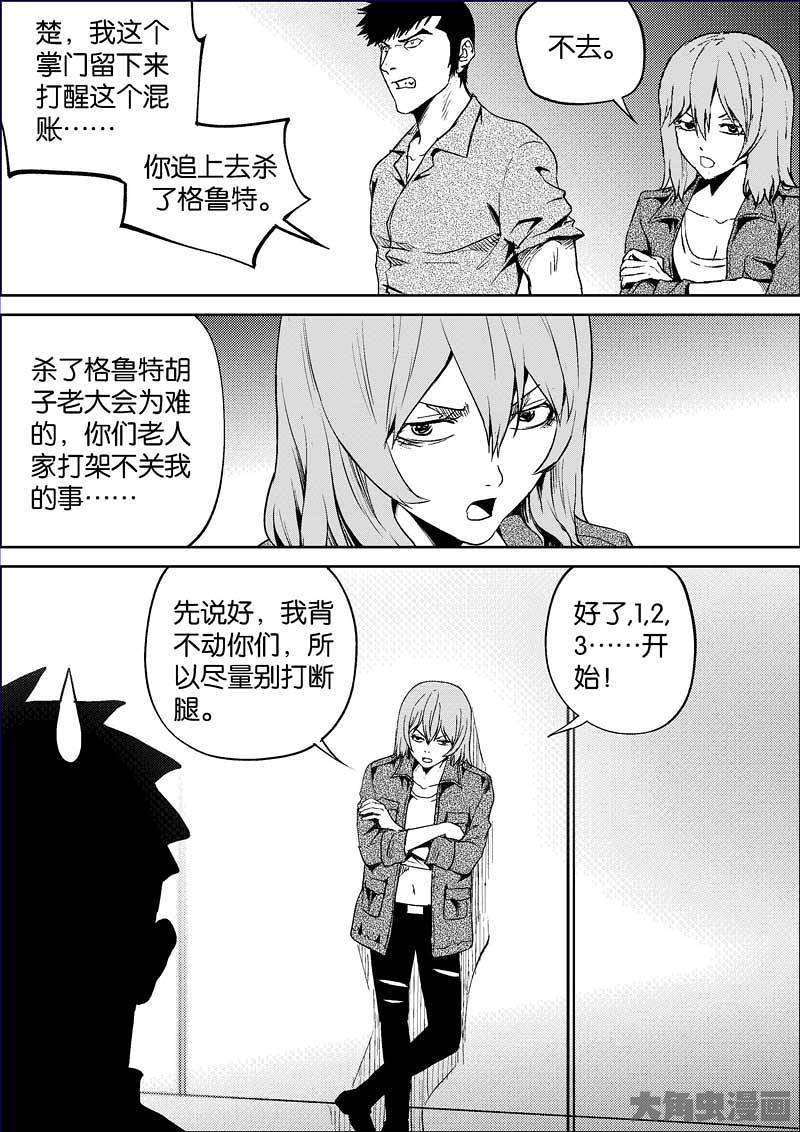 楚，我这个
掌门留下来
打醒这个混
账……
你追上去杀
了格鲁特。
不去。
杀了格鲁特胡
子老大会为难
的，你们老人
家打架不关我
的事……
先说好，我背
不动你们，所
以尽量别打断
腿。
好了,1,2,
3……开
始！
大角虫漫画